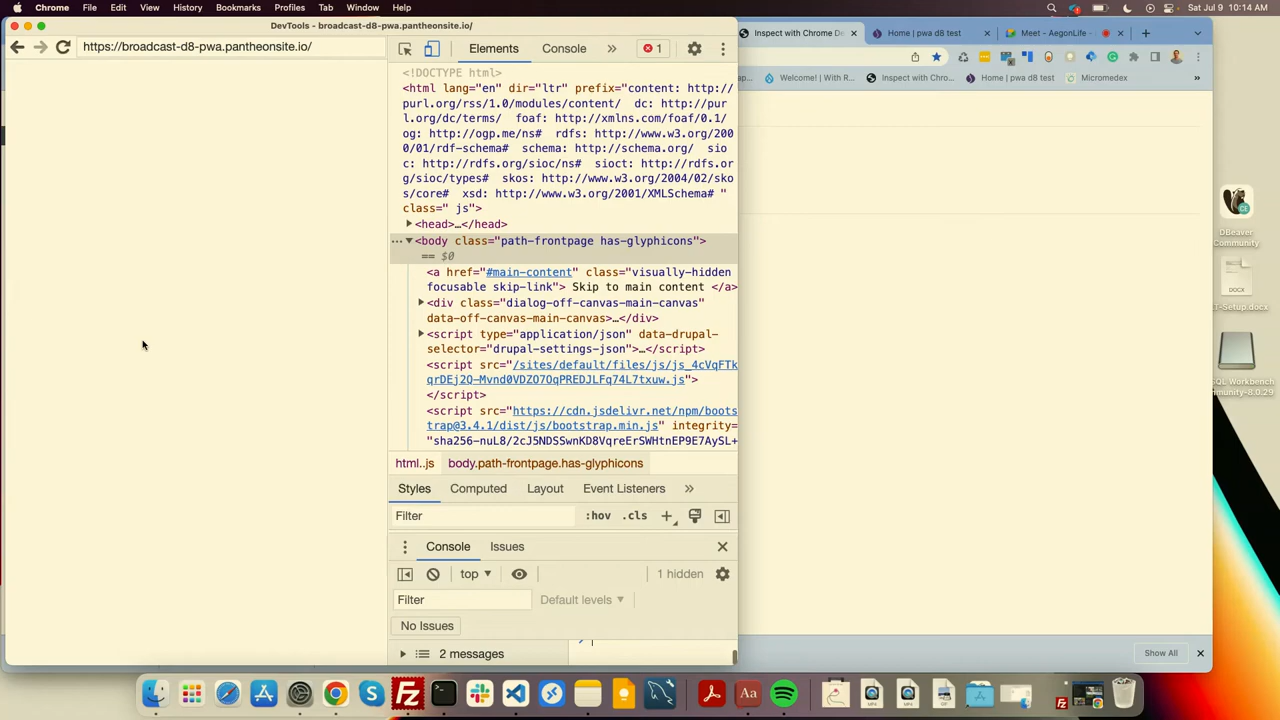 Chrome File Edit View History Bookmarks Profiles Tab Window Help Sat Jul 9 10:14 AM
DevTools - broadcast-d8-pwa.pantheonsite.io/
https://broadcast-d8-pwa.pantheonsite.io/
Elements Console » 1
Inspect with Chrome De Home | pwa d8 test Meet – AegonLife -
Welcome! | With R... Inspect with Chro... Home | pwa d8 test Micromedex »
<!DOCTYPE html>
<html lang="en" dir="ltr" prefix="content: http://
purl.org/rss/1.0/modules/content/ dc: http://pur
l.org/dc/terms/ foaf: http://xmlns.com/foaf/0.1/
og: http://ogp.me/ns# rdfs: http://www.w3.org/200
0/01/rdf-schema# schema: http://schema.org/ sio
c: http://rdfs.org/sioc/ns# sioct: http://rdfs.or
g/sioc/types# skos: http://www.w3.org/2004/02/sko
s/core# xsd: http://www.w3.org/2001/XMLSchema# "
class=" js">
<head>…</head>
<body class="path-frontpage has-glyphicons">
== $0
<a href="#main-content" class="visually-hidden
focusable skip-link"> Skip to main content </a>
<div class="dialog-off-canvas-main-canvas"
data-off-canvas-main-canvas>…</div>
<script type="application/json" data-drupal-
selector="drupal-settings-json">…</script>
<script src="/sites/default/files/js/js_4cVqFTk
qrDEj2Q-Mvnd0VDZO7OqPREDJLFq74L7txuw.js">
</script>
<script src="https://cdn.jsdelivr.net/npm/boots
trap@3.4.1/dist/js/bootstrap.min.js" integrity=
"sha256-nuL8/2cJ5NDSSwnKD8VqreErSWHtnEP9E7AySL+
html..js body.path-frontpage.has-glyphicons
Styles Computed Layout Event Listeners »
Filter :hov .cls +
Console Issues
top 1 hidden
Filter Default levels
No Issues
2 messages
Show All
DBeaver
Community
DOCX
I-Setup.docx
SQL Workbench
mmunity-8.0.29